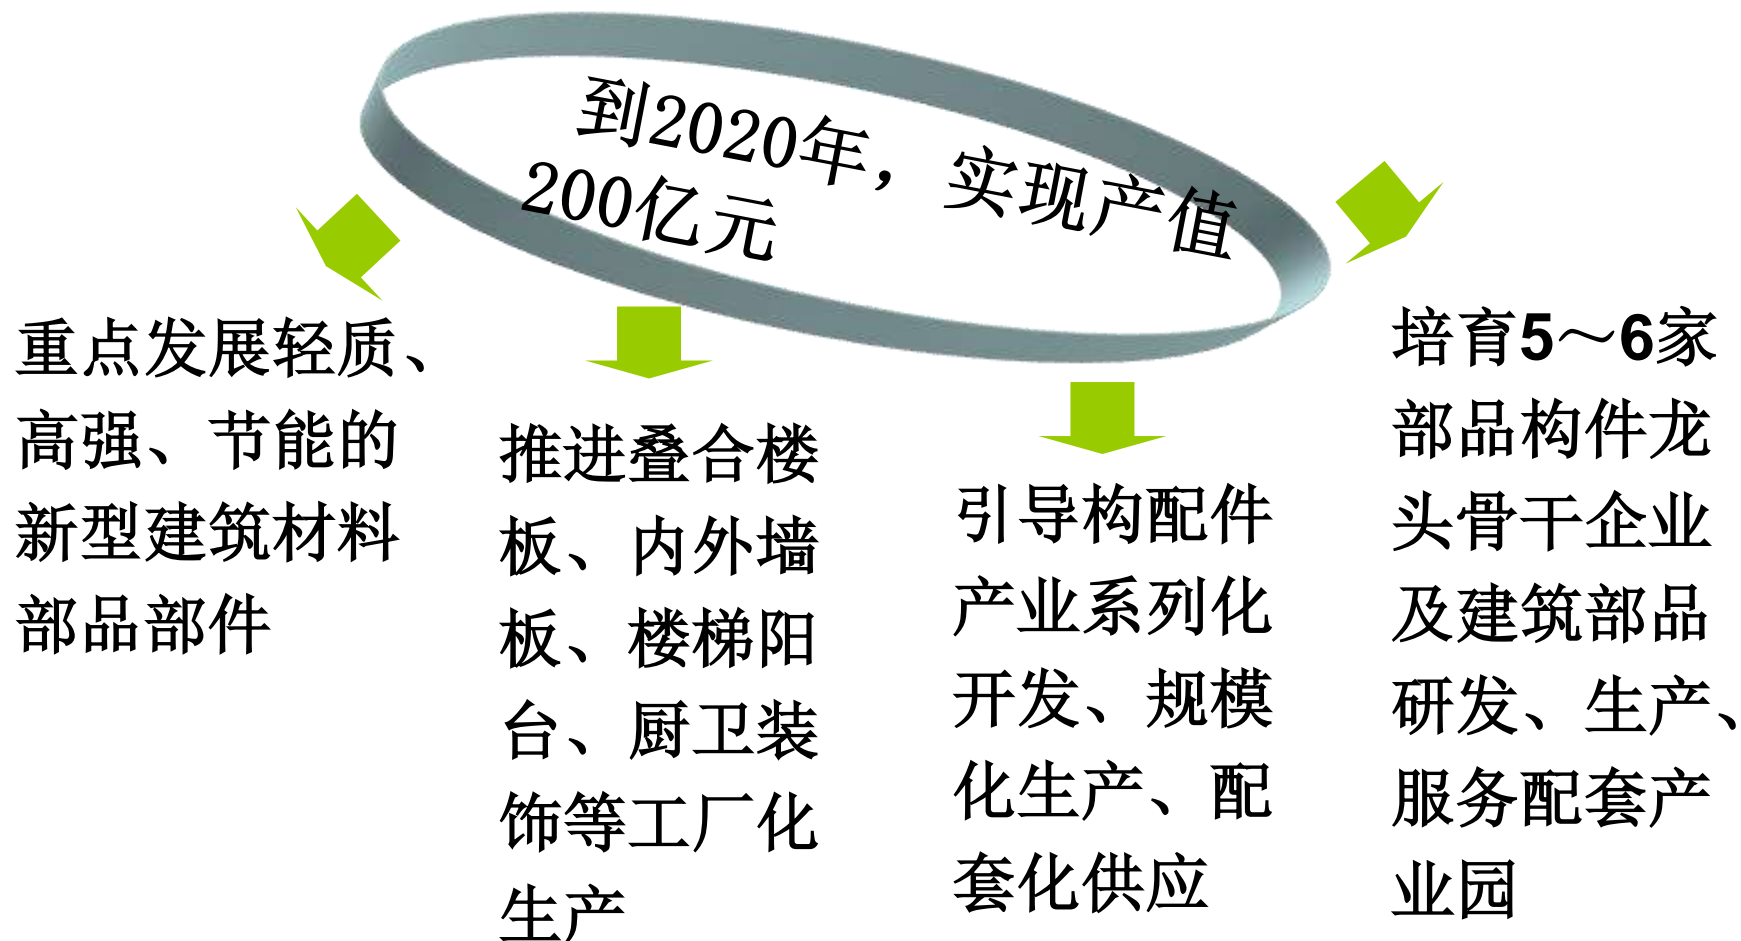 到2020年，实现产值
200亿元
重点发展轻质、
高强、节能的
新型建筑材料
部品部件
推进叠合楼
板、内外墙
板、楼梯阳
台、厨卫装
饰等工厂化
生产
引导构配件
产业系列化
开发、规模
化生产、配
套化供应
培育5～6家
部品构件龙
头骨干企业
及建筑部品
研发、生产、
服务配套产
业园